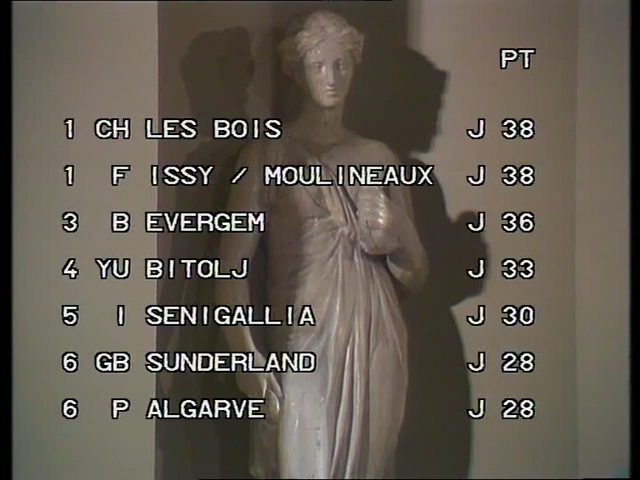 PT
1 CH LES BOIS J 38
1 F ISSY / MOULINEAUX J 38
3 B EVERGEM J 36
4 YU BITOLJ J 33
5 I SENIGALLIA J 30
6 GB SUNDERLAND J 28
6 P ALGARVE J 28